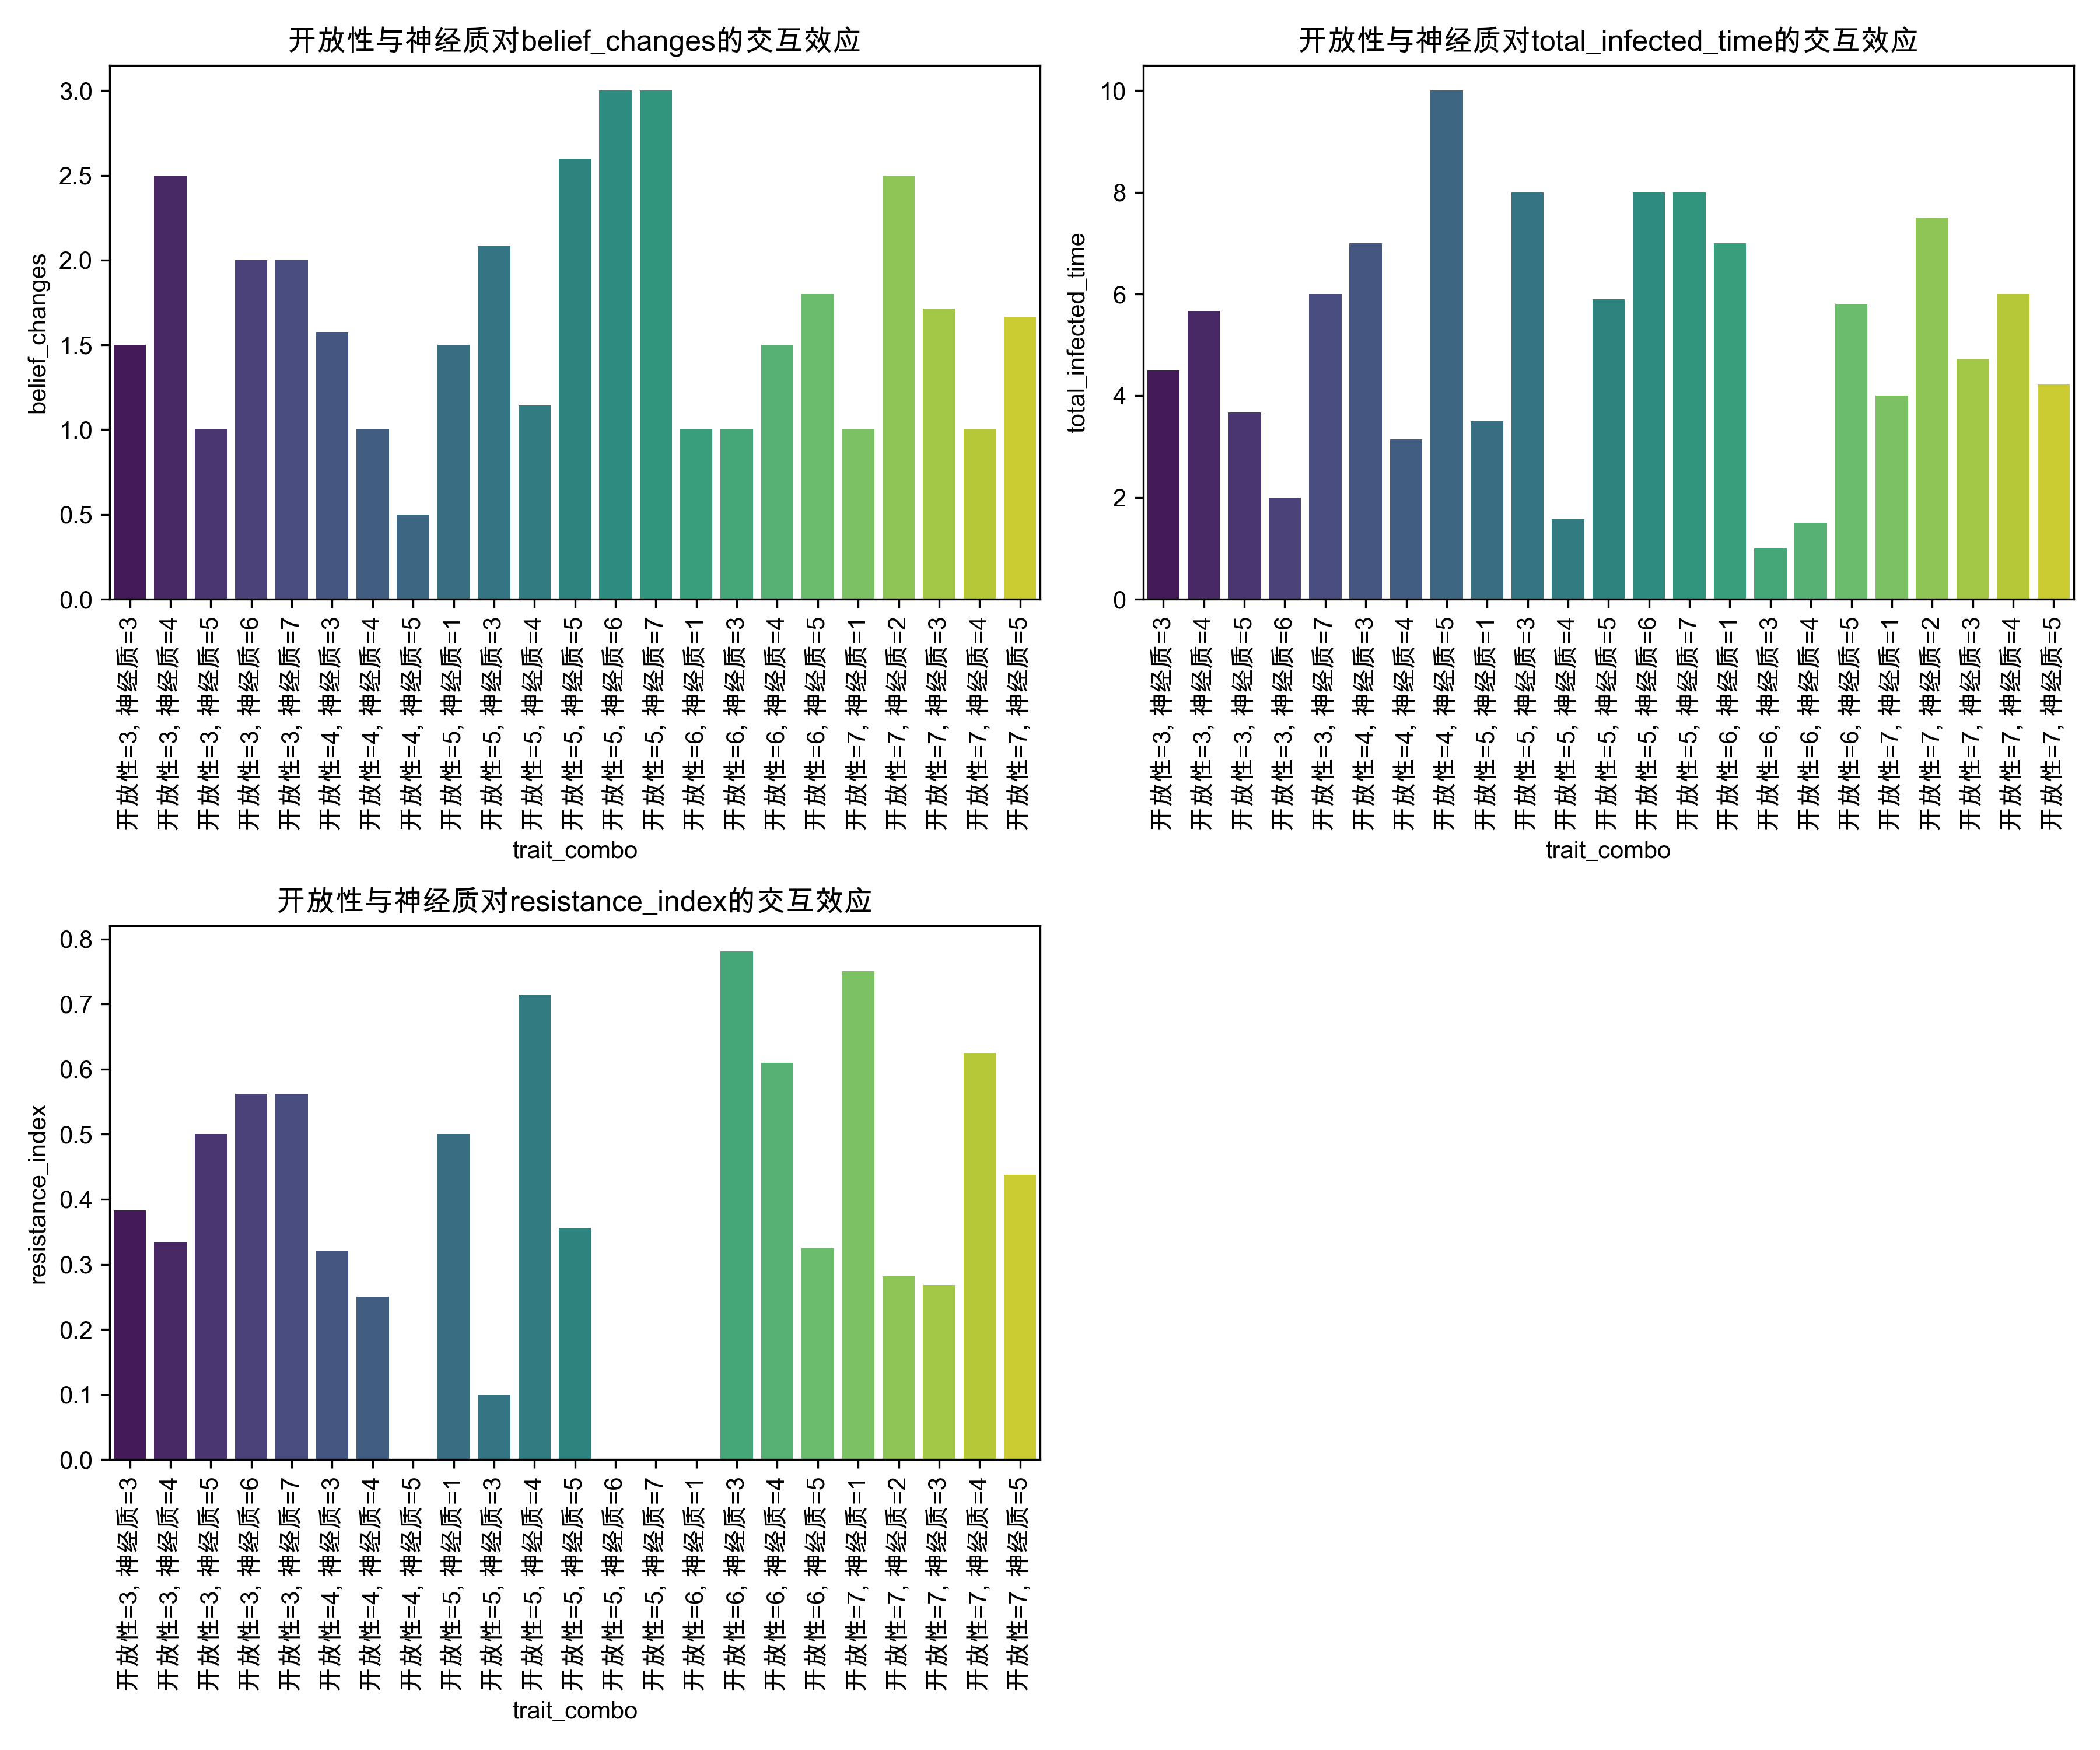 开放性与神经质对belief_changes的交互效应
3.0
2.5
2.0
1.5
1.0
0.5
0.0
belief_changes
开放性=3, 神经质=3
开放性=3, 神经质=4
开放性=3, 神经质=5
开放性=3, 神经质=6
开放性=3, 神经质=7
开放性=4, 神经质=3
开放性=4, 神经质=4
开放性=4, 神经质=5
开放性=5, 神经质=1
开放性=5, 神经质=3
开放性=5, 神经质=4
开放性=5, 神经质=5
开放性=5, 神经质=6
开放性=5, 神经质=7
开放性=6, 神经质=1
开放性=6, 神经质=3
开放性=6, 神经质=4
开放性=6, 神经质=5
开放性=7, 神经质=1
开放性=7, 神经质=2
开放性=7, 神经质=3
开放性=7, 神经质=4
开放性=7, 神经质=5
trait_combo
开放性与神经质对total_infected_time的交互效应
10
8
6
4
2
0
total_infected_time
开放性=3, 神经质=3
开放性=3, 神经质=4
开放性=3, 神经质=5
开放性=3, 神经质=6
开放性=3, 神经质=7
开放性=4, 神经质=3
开放性=4, 神经质=4
开放性=4, 神经质=5
开放性=5, 神经质=1
开放性=5, 神经质=3
开放性=5, 神经质=4
开放性=5, 神经质=5
开放性=5, 神经质=6
开放性=5, 神经质=7
开放性=6, 神经质=1
开放性=6, 神经质=3
开放性=6, 神经质=4
开放性=6, 神经质=5
开放性=7, 神经质=1
开放性=7, 神经质=2
开放性=7, 神经质=3
开放性=7, 神经质=4
开放性=7, 神经质=5
trait_combo
开放性与神经质对resistance_index的交互效应
0.8
0.7
0.6
0.5
0.4
0.3
0.2
0.1
0.0
resistance_index
开放性=3, 神经质=3
开放性=3, 神经质=4
开放性=3, 神经质=5
开放性=3, 神经质=6
开放性=3, 神经质=7
开放性=4, 神经质=3
开放性=4, 神经质=4
开放性=4, 神经质=5
开放性=5, 神经质=1
开放性=5, 神经质=3
开放性=5, 神经质=4
开放性=5, 神经质=5
开放性=5, 神经质=6
开放性=5, 神经质=7
开放性=6, 神经质=1
开放性=6, 神经质=3
开放性=6, 神经质=4
开放性=6, 神经质=5
开放性=7, 神经质=1
开放性=7, 神经质=2
开放性=7, 神经质=3
开放性=7, 神经质=4
开放性=7, 神经质=5
trait_combo